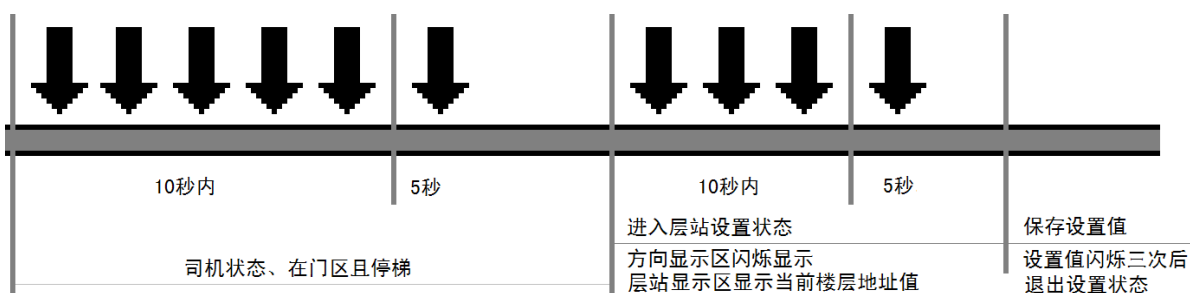 10秒内
5秒
10秒内
5秒
司机状态、在门区且停梯
进入层站设置状态
方向显示区闪烁显示
层站显示区显示当前楼层地址值
保存设置值
设置值闪烁三次后
退出设置状态